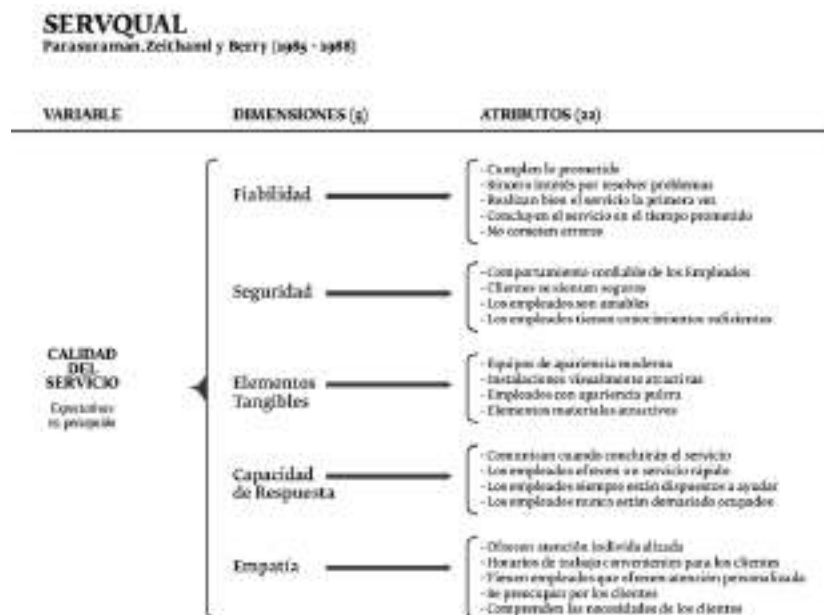 SERVQUAL
Parasuraman, Zeithaml y Berry (1985 - 1988)
VARIABLE
DIMENSIONES (5)
ATRIBUTOS (22)
CALIDAD
DEL
SERVICIO
Expectativas
vs. percepción
Fiabilidad
- Cumplen lo prometido
- Sincero interés por resolver problemas
- Realizan bien el servicio la primera vez
- Concluyen el servicio en el tiempo prometido
- No cometen errores
Seguridad
- Comportamiento confiable de los Empleados
- Clientes se sienten seguros
- Los empleados son amables
- Los empleados tienen conocimientos suficientes
Elementos
Tangibles
- Equipos de apariencia moderna
- Instalaciones visualmente atractivas
- Empleados con apariencia pulcra
- Elementos materiales atractivos
Capacidad
de Respuesta
- Comunican cuando concluirán el servicio
- Los empleados ofrecen un servicio rápido
- Los empleados siempre están dispuestos a ayudar
- Los empleados nunca están demasiado ocupados
Empatía
- Ofrecen atención individualizada
- Horarios de trabajo convenientes para los clientes
- Tienen empleados que ofrecen atención personalizada
- Se preocupan por los clientes
- Comprenden las necesidades de los clientes